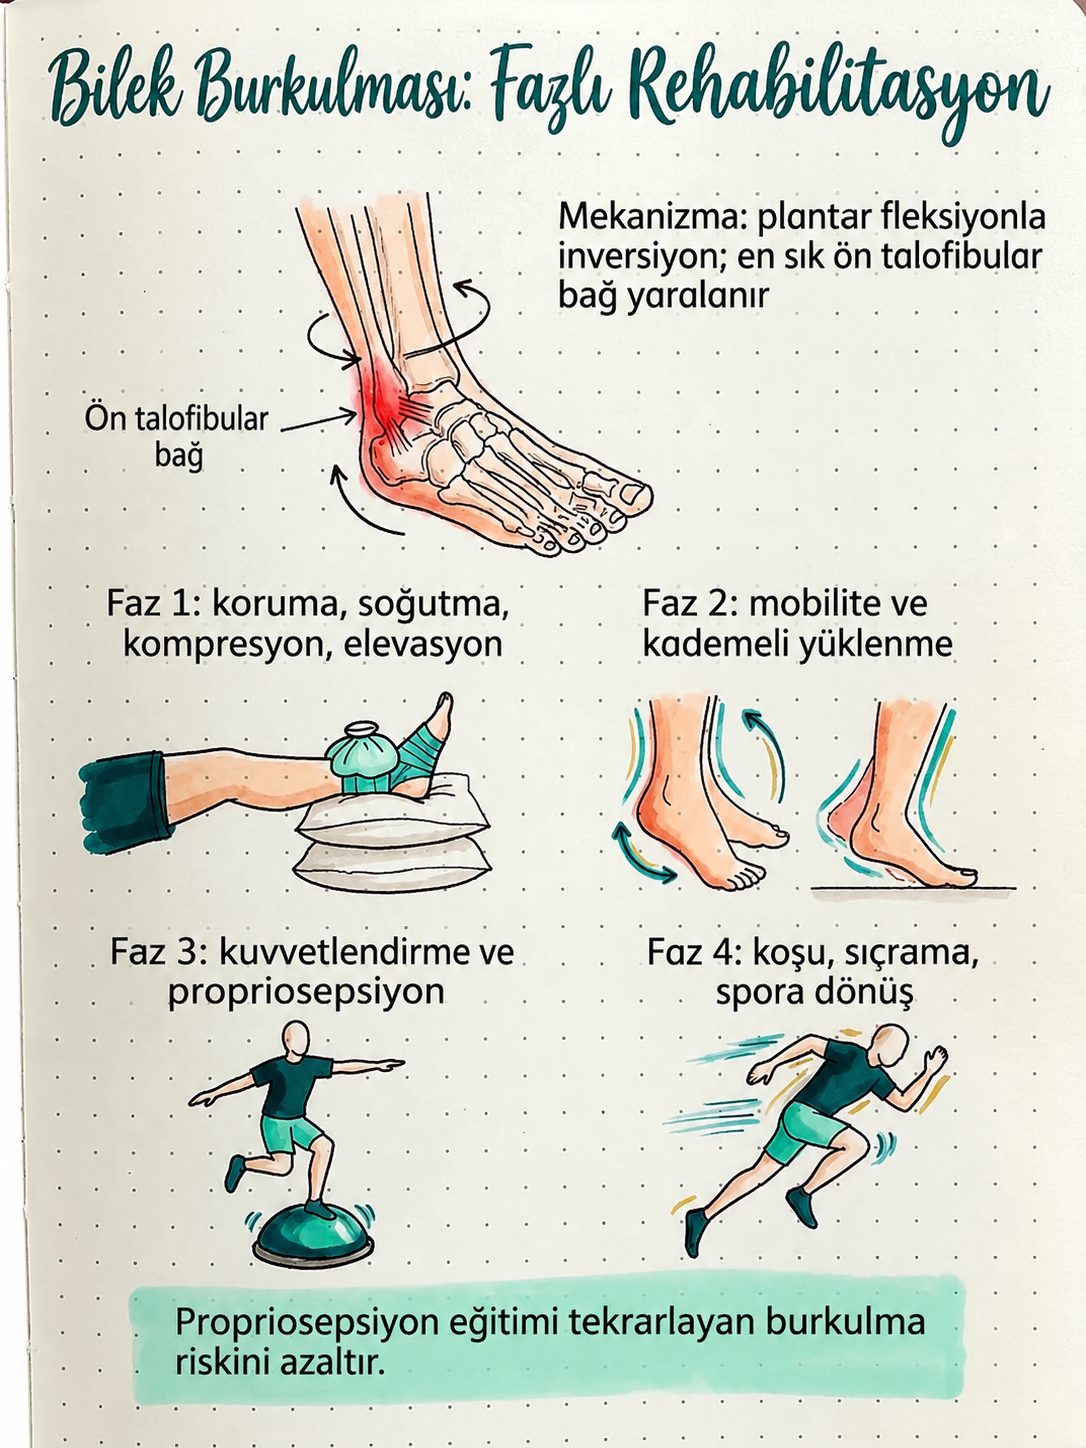 Bilek Burkulması: Fazlı Rehabilitasyon
Mekanizma: plantar fleksiyonla
inversiyon; en sık ön talofibular
bağ yaralanır
Ön talofibular
bağ
Faz 1: koruma, soğutma,
kompresyon, elevasyon
Faz 2: mobilite ve
kademeli yüklenme
Faz 3: kuvvetlendirme ve
propriosepsiyon
Faz 4: koşu, sıçrama,
spora dönüş
Propriosepsiyon eğitimi tekrarlayan burkulma
riskini azaltır.